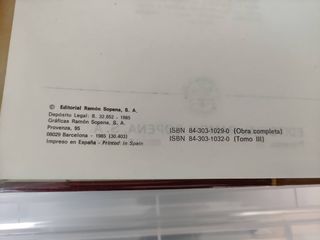 © Editorial Ramón Sopena, S. A.
Depósito Legal: B. 32.652 - 1985
Gráficas Ramón Sopena, S. A.
Provenza, 95
08029 Barcelona - 1985 (30.403)
Impreso en España - Printed in Spain
ISBN 84-303-1029-0 (Obra completa)
ISBN 84-303-1032-0 (Tomo III)